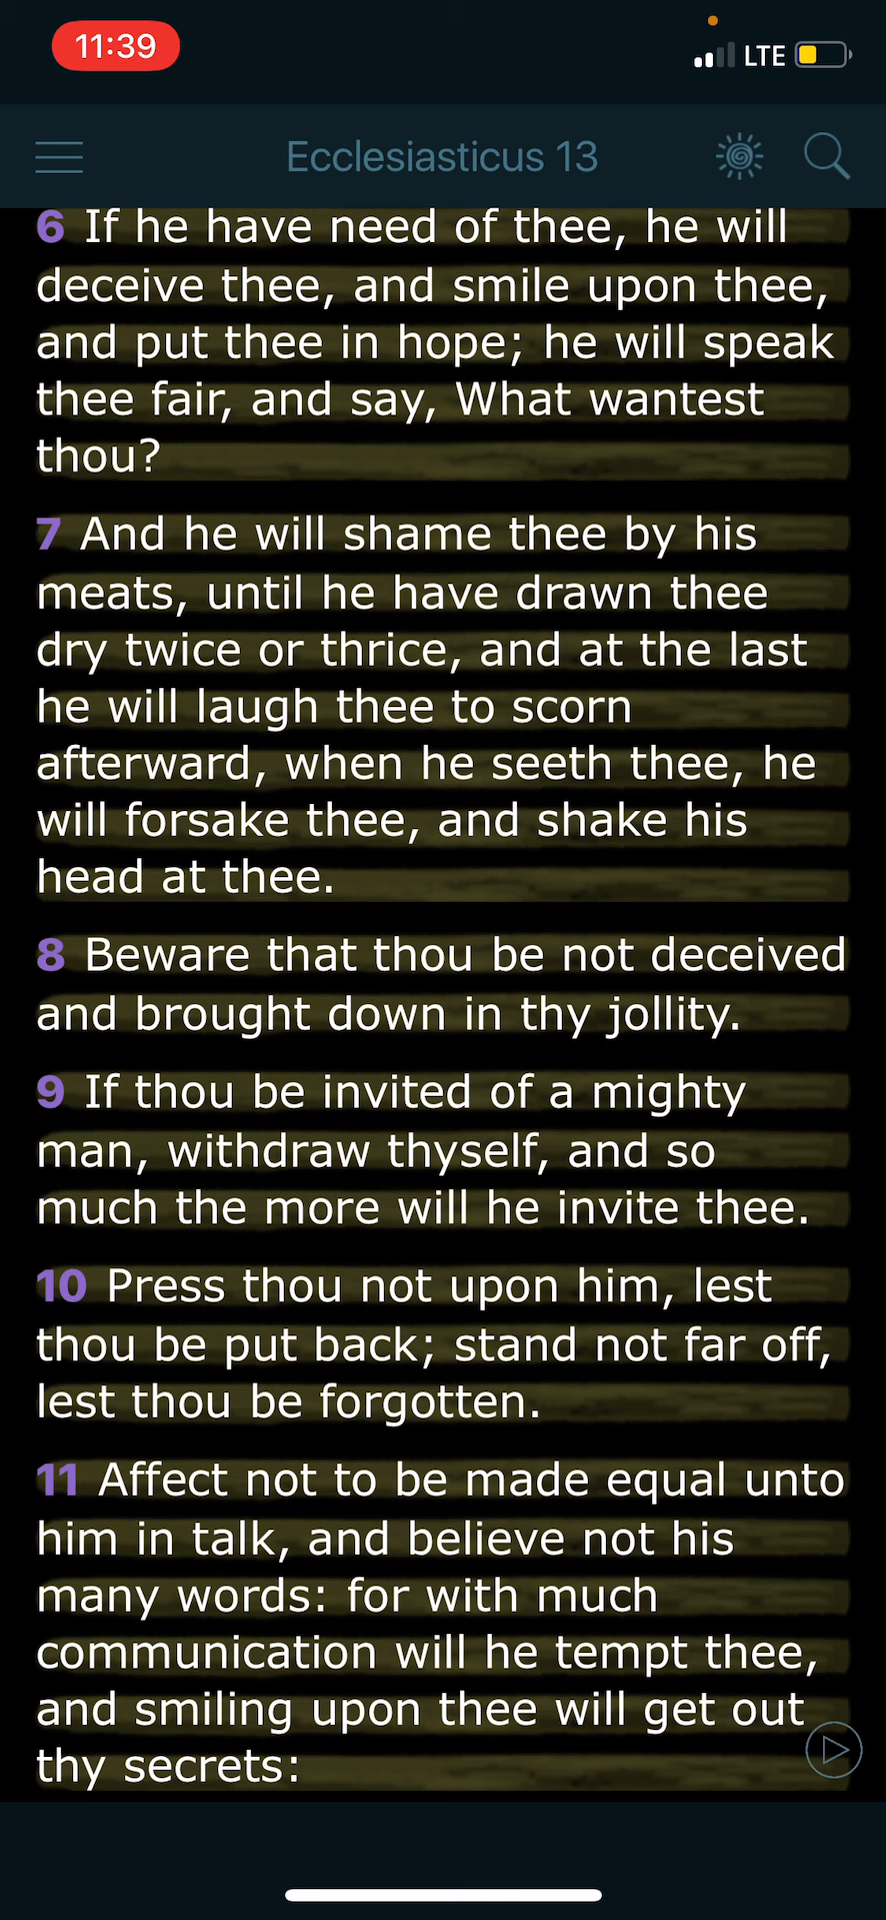 11:39
LTE
Ecclesiasticus 13
6 If he have need of thee, he will
deceive thee, and smile upon thee,
and put thee in hope; he will speak
thee fair, and say, What wantest
thou?
7 And he will shame thee by his
meats, until he have drawn thee
dry twice or thrice, and at the last
he will laugh thee to scorn
afterward, when he seeth thee, he
will forsake thee, and shake his
head at thee.
8 Beware that thou be not deceived
and brought down in thy jollity.
9 If thou be invited of a mighty
man, withdraw thyself, and so
much the more will he invite thee.
10 Press thou not upon him, lest
thou be put back; stand not far off,
lest thou be forgotten.
11 Affect not to be made equal unto
him in talk, and believe not his
many words: for with much
communication will he tempt thee,
and smiling upon thee will get out
thy secrets: